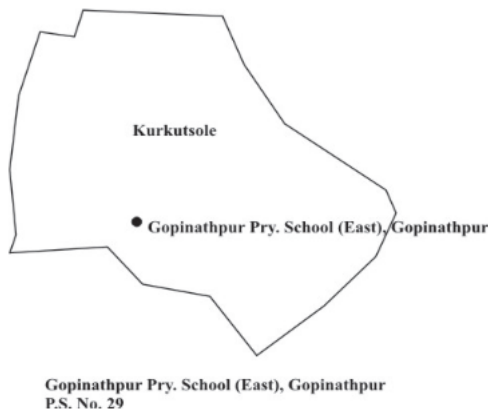 Kurkutsole
Gopinathpur Pry. School (East), Gopinathpur
Gopinathpur Pry. School (East), Gopinathpur
P.S. No. 29